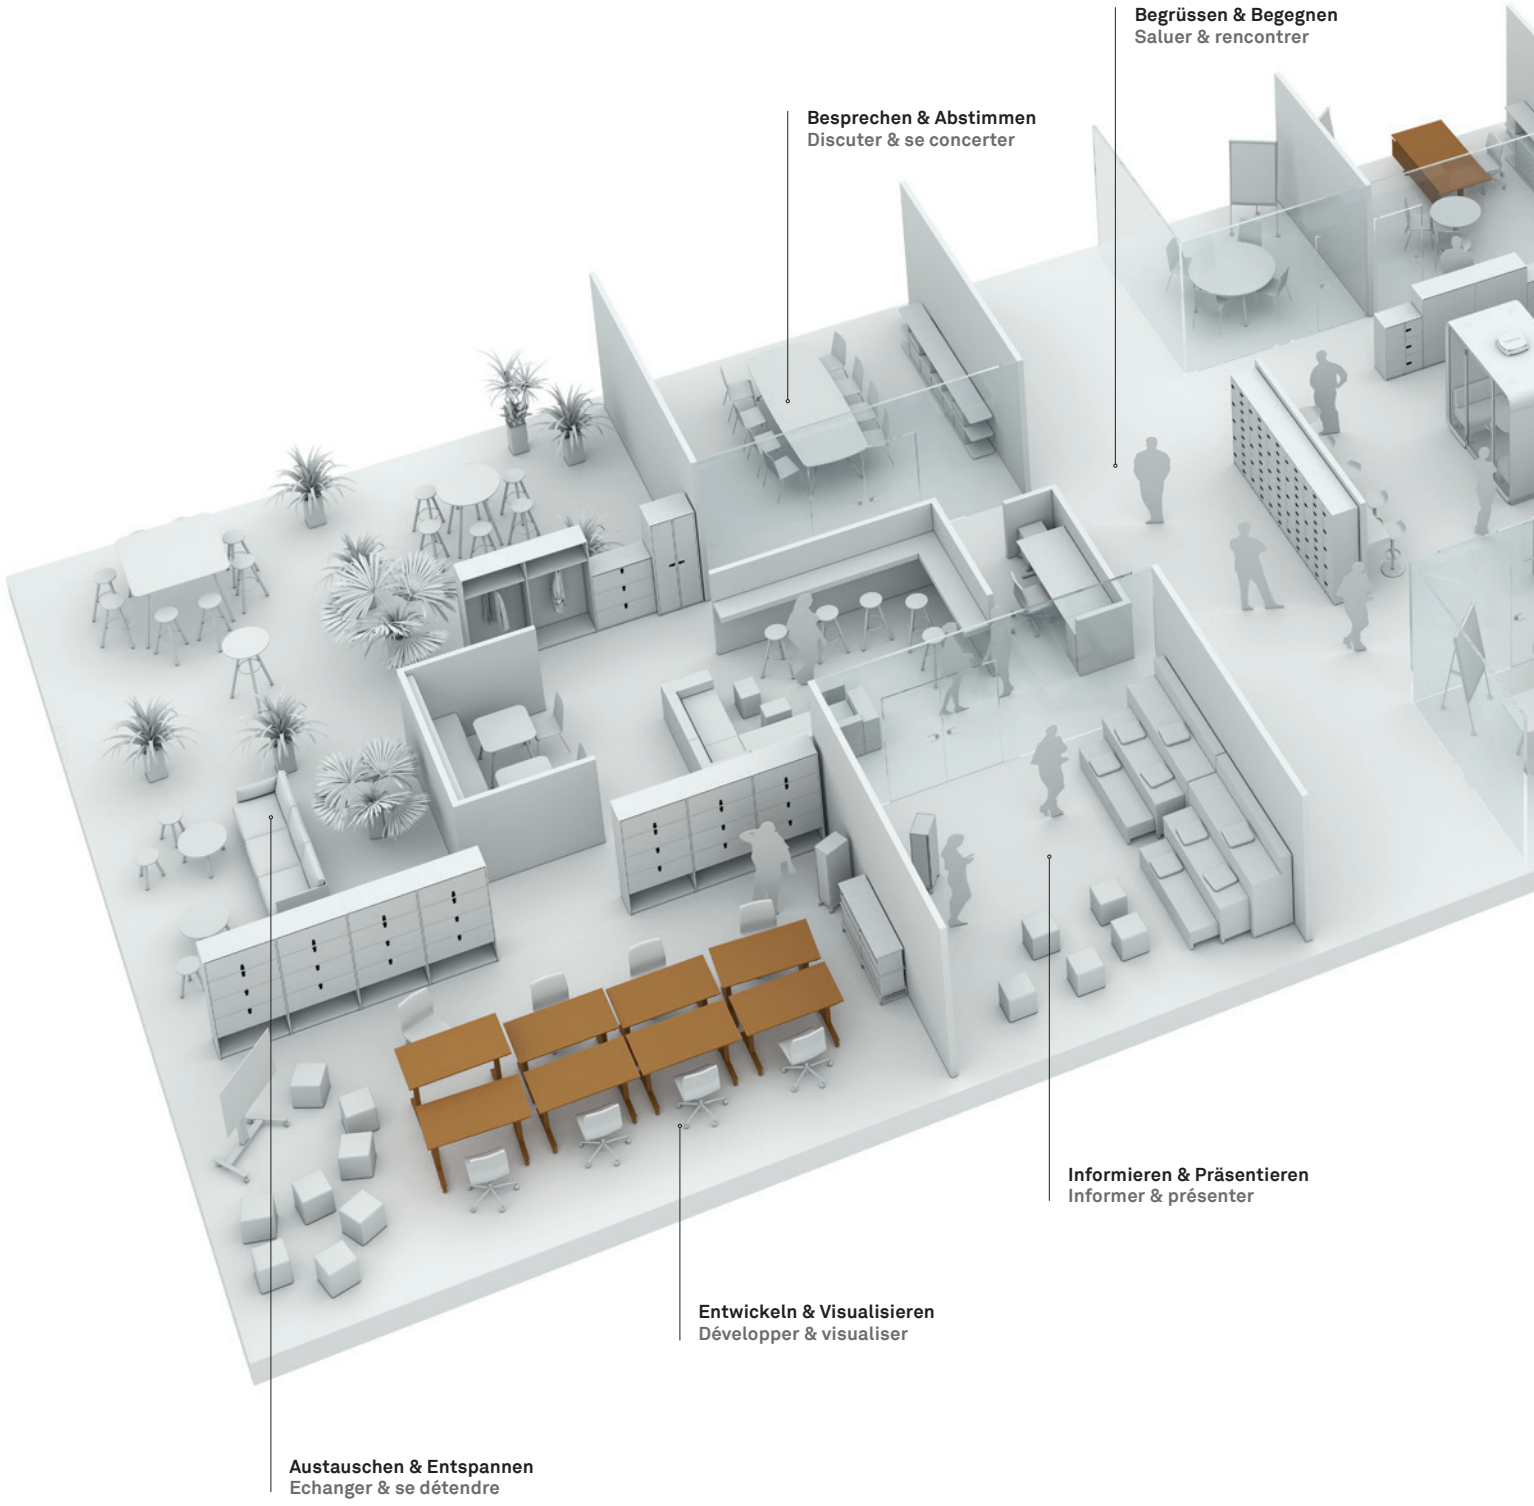 Begrüssen & Begegnen
Saluer & rencontrer
Besprechen & Abstimmen
Discuter & se concerter
Informieren & Präsentieren
Informer & présenter
Entwickeln & Visualisieren
Développer & visualiser
Austauschen & Entspannen
Echanger & se détendre